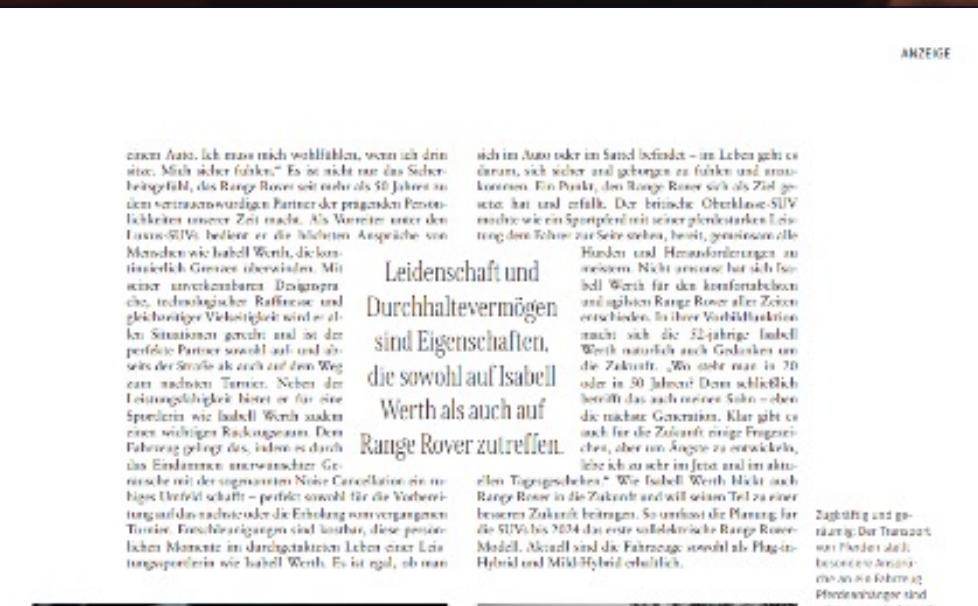 ANZEIGE
einem Auto. Ich muss mich wohlfühlen, wenn ich drin
sitze. Mich sicher fühlen." Es ist nicht nur das Sicher-
heitsgefühl, das Range Rover seit mehr als 50 Jahren zu
dem vertrauenswürdigen Partner der prägenden Persön-
lichkeiten unserer Zeit macht. Als Vorreiter unter den
Luxus-SUVs bedient er die höchsten Ansprüche von
Menschen wie Isabell Werth, die kon-
tinuierlich Grenzen überwinden. Mit
seiner unverkennbaren Designspra-
che, technologischer Raffinesse und
gleichzeitiger Vielseitigkeit wird er al-
len Situationen gerecht und ist der
perfekte Partner sowohl auf- und ab-
seits der Straße als auch auf dem Weg
zum nächsten Turnier. Neben der
Leistungsfähigkeit bietet er für eine
Sportlerin wie Isabell Werth zudem
einen wichtigen Rückzugsraum. Dem
Fahrzeug gelingt das, indem es durch
das Eindämmen unerwünschter Ge-
räusche mit der sogenannten Noise Cancellation ein ru-
higes Umfeld schafft – perfekt sowohl für die Vorberei-
tung auf das nächste oder die Erholung vom vergangenen
Turnier. Entschleunigungen sind kostbar, diese persön-
lichen Momente im durchgetakteten Leben einer Leis-
tungssportlerin wie Isabell Werth. Es ist egal, ob man
Leidenschaft und
Durchhaltevermögen
sind Eigenschaften,
die sowohl auf Isabell
Werth als auch auf
Range Rover zutreffen.
sich im Auto oder im Sattel befindet – im Leben geht es
darum, sich sicher und geborgen zu fühlen und anzu-
kommen. Ein Punkt, den Range Rover sich als Ziel ge-
setzt hat und erfüllt. Der britische Oberklasse-SUV
möchte wie ein Sportpferd mit seiner pferdestarken Leis-
tung dem Fahrer zur Seite stehen, bereit, gemeinsam alle
Hürden und Herausforderungen zu
meistern. Nicht umsonst hat sich Isa-
bell Werth für den komfortabelsten
und agilsten Range Rover aller Zeiten
entschieden. In ihrer Vorbildfunktion
macht sich die 52-jährige Isabell
Werth natürlich auch Gedanken um
die Zukunft. „Wo steht man in 20
oder in 30 Jahren? Denn schließlich
betrifft das auch meinen Sohn – eben
die nächste Generation. Klar gibt es
auch für die Zukunft einige Fragezei-
chen, aber um Ängste zu entwickeln,
lebe ich zu sehr im Jetzt und im aktu-
ellen Tagesgeschehen." Wie Isabell Werth blickt auch
Range Rover in die Zukunft und will seinen Teil zu einer
besseren Zukunft beitragen. So umfasst die Planung für
die SUVs bis 2024 das erste vollelektrische Range Rover-
Modell. Aktuell sind die Fahrzeuge sowohl als Plug-in-
Hybrid und Mild-Hybrid erhältlich.
Zugkräftig und ge-
räumig: Der Transport
von Pferden stellt
besondere Ansprü-
che an ein Fahrzeug
Pferdeanhänger sind